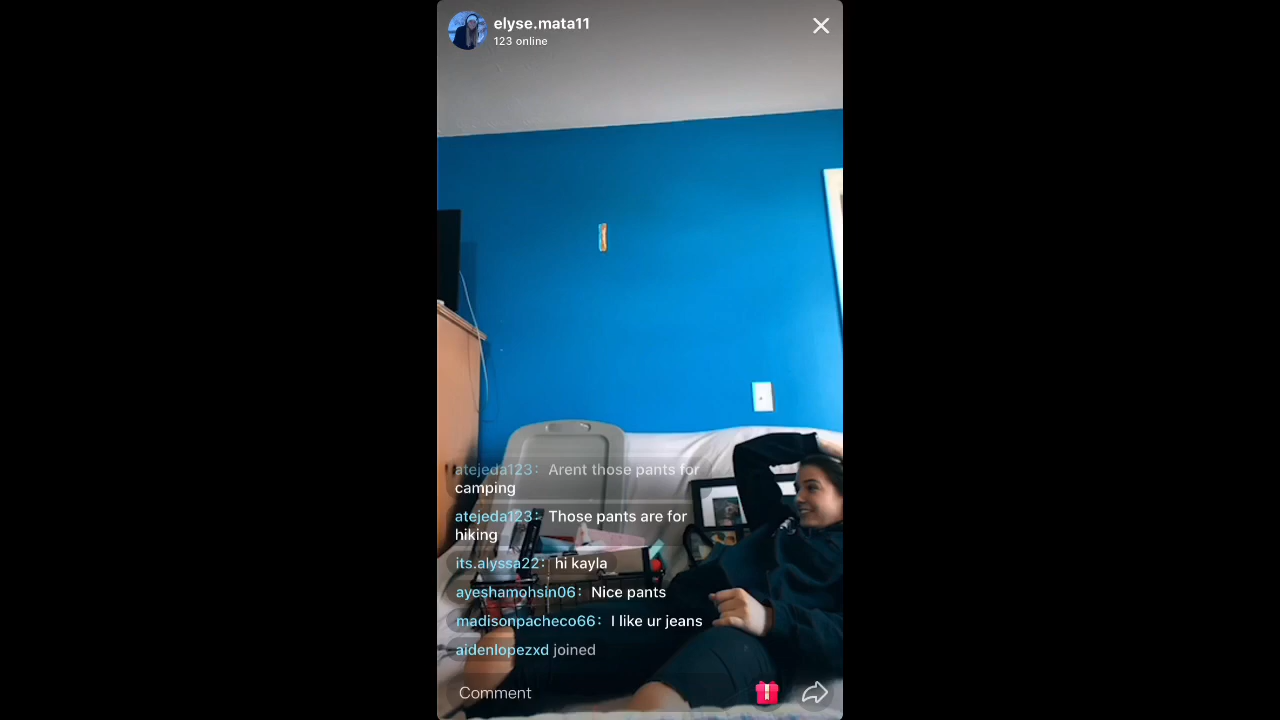 elyse.mata11
123 online
atejeda123: Arent those pants for
camping
atejeda123: Those pants are for
hiking
its.alyssa22: hi kayla
ayeshamohsin06: Nice pants
madisonpacheco66: I like ur jeans
aidenlopezxd joined
Comment